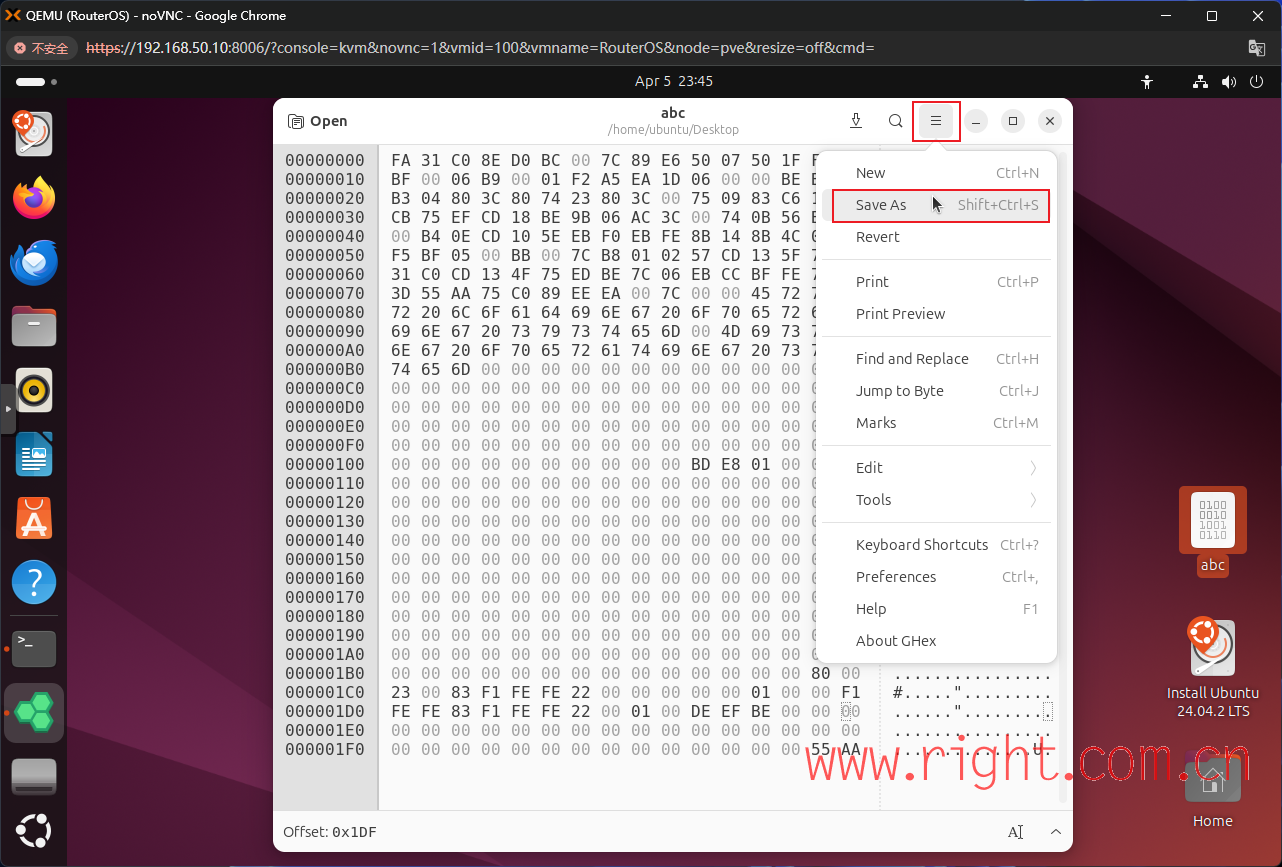 QEMU (RouterOS) - noVNC - Google Chrome
不安全 https://192.168.50.10:8006/?console=kvm&novnc=1&vmid=100&vmname=RouterOS&node=pve&resize=off&cmd=
Apr 5 23:45
Open
abc
/home/ubuntu/Desktop
00000000 FA 31 C0 8E D0 BC 00 7C 89 E6 50 07 50 1F
00000010 BF 00 06 B9 00 01 F2 A5 EA 1D 06 00 00 BE
00000020 B3 04 80 3C 80 74 23 80 3C 00 75 09 83 C6
00000030 CB 75 EF CD 18 BE 9B 06 AC 3C 00 74 0B 56
00000040 00 B4 0E CD 10 5E EB F0 EB FE 8B 14 8B 4C
00000050 F5 BF 05 00 BB 00 7C B8 01 02 57 CD 13 5F
00000060 31 C0 CD 13 4F 75 ED BE 7C 06 EB CC BF FE
00000070 3D 55 AA 75 C0 89 EE EA 00 7C 00 00 45 72
00000080 72 20 6C 6F 61 64 69 6E 67 20 6F 70 65 72
00000090 69 6E 67 20 73 79 73 74 65 6D 00 4D 69 73
000000A0 6E 67 20 6F 70 65 72 61 74 69 6E 67 20 73
000000B0 74 65 6D 00 00 00 00 00 00 00 00 00 00 00
000000C0 00 00 00 00 00 00 00 00 00 00 00 00 00 00
000000D0 00 00 00 00 00 00 00 00 00 00 00 00 00 00
000000E0 00 00 00 00 00 00 00 00 00 00 00 00 00 00
000000F0 00 00 00 00 00 00 00 00 00 00 00 00 00 00
00000100 00 00 00 00 00 00 00 00 00 00 BD E8 01 00
00000110 00 00 00 00 00 00 00 00 00 00 00 00 00 00
00000120 00 00 00 00 00 00 00 00 00 00 00 00 00 00
00000130 00 00 00 00 00 00 00 00 00 00 00 00 00 00
00000140 00 00 00 00 00 00 00 00 00 00 00 00 00 00
00000150 00 00 00 00 00 00 00 00 00 00 00 00 00 00
00000160 00 00 00 00 00 00 00 00 00 00 00 00 00 00
00000170 00 00 00 00 00 00 00 00 00 00 00 00 00 00
00000180 00 00 00 00 00 00 00 00 00 00 00 00 00 00
00000190 00 00 00 00 00 00 00 00 00 00 00 00 00 00
000001A0 00 00 00 00 00 00 00 00 00 00 00 00 00 00
000001B0 00 00 00 00 00 00 00 00 00 00 00 00 00 00 80 00 ................
000001C0 23 00 83 F1 FE FE 22 00 00 00 00 00 01 00 00 F1 #.....".........
000001D0 FE FE 83 F1 FE FE 22 00 01 00 DE EF BE 00 00 00 ......".........
000001E0 00 00 00 00 00 00 00 00 00 00 00 00 00 00 00 00 ................
000001F0 00 00 00 00 00 00 00 00 00 00 00 00 00 00 55 AA ..............U.
New Ctrl+N
Save As Shift+Ctrl+S
Revert
Print Ctrl+P
Print Preview
Find and Replace Ctrl+H
Jump to Byte Ctrl+J
Marks Ctrl+M
Edit
Tools
Keyboard Shortcuts Ctrl+?
Preferences Ctrl+,
Help F1
About GHex
Offset: 0x1DF
0100
0010
1001
0110
abc
Install Ubuntu
24.04.2 LTS
Home
www.right.com.cn